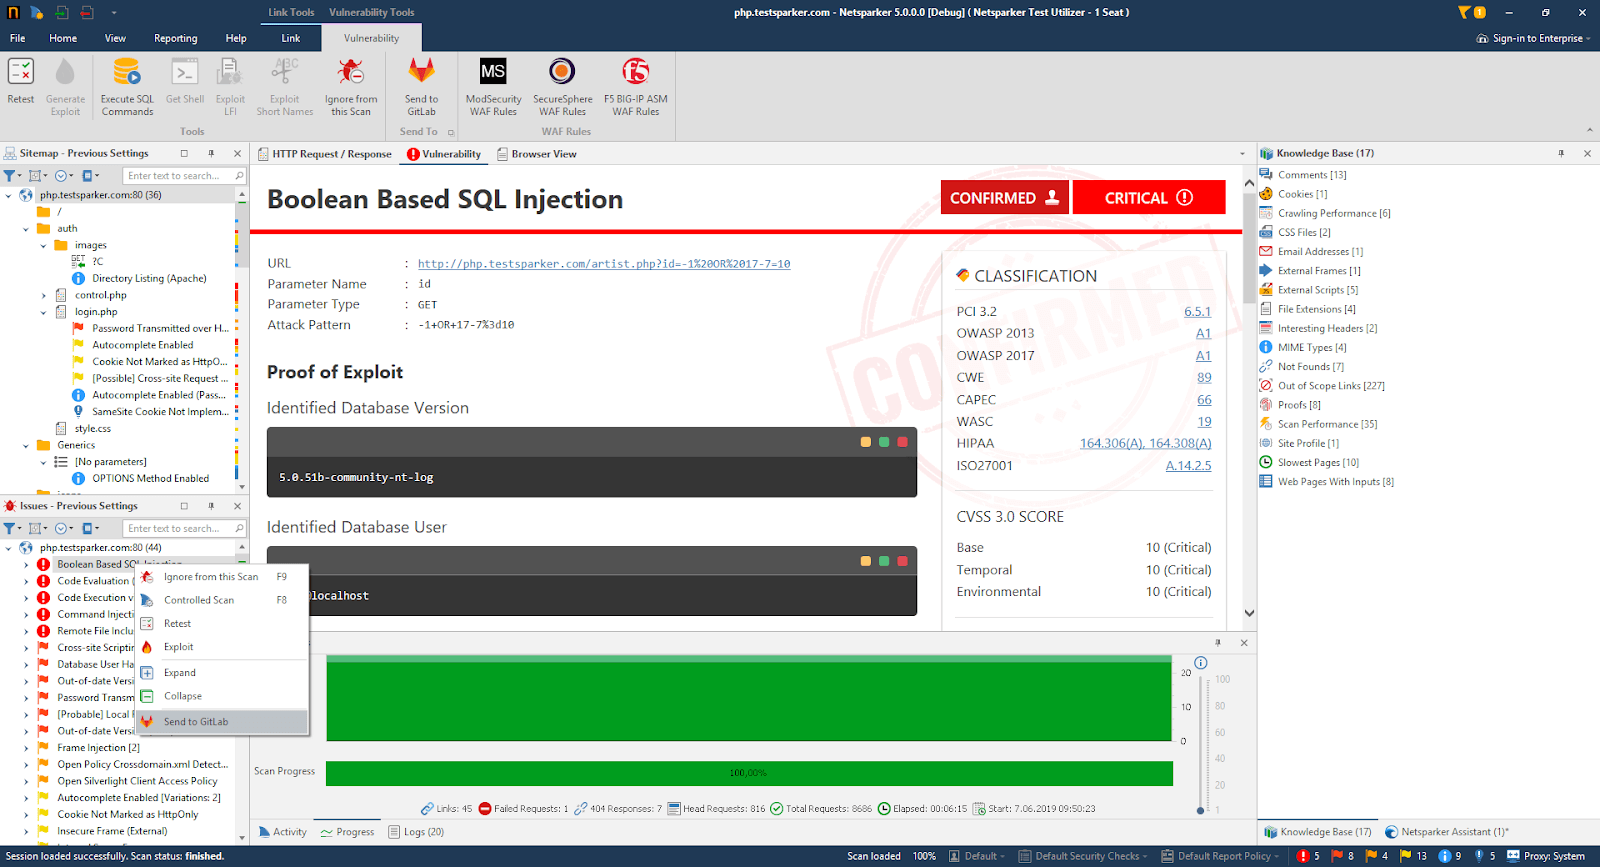 Link Tools Vulnerability Tools
php.testsparker.com - Netsparker 5.0.0.0 [Debug] ( Netsparker Test Utilizer - 1 Seat )
1
File Home View Reporting Help Link Vulnerability
Sign-in to Enterprise
Retest
Generate Exploit
Execute SQL Commands
Get Shell
Exploit LFI
ABC
Exploit Short Names
Ignore from this Scan
Send to GitLab
MS
ModSecurity WAF Rules
SecureSphere WAF Rules
F5 BIG-IP ASM WAF Rules
Tools
Send To
WAF Rules
Sitemap - Previous Settings
Enter text to search...
php.testsparker.com:80 (36)
/
auth
images
GET ?C
Directory Listing (Apache)
control.php
login.php
Password Transmitted over H...
Autocomplete Enabled
Cookie Not Marked as HttpO...
[Possible] Cross-site Request ...
Autocomplete Enabled (Pass...
SameSite Cookie Not Implem...
style.css
Generics
[No parameters]
OPTIONS Method Enabled
Issues - Previous Settings
Enter text to search...
php.testsparker.com:80 (44)
Boolean Based SQL Injection
Code Evaluation (
Code Execution v
Command Injecti
Remote File Inclu
Cross-site Scriptin
Database User Ha
Out-of-date Versi
Password Transm
[Probable] Local F
Out-of-date Versi
Frame Injection [2]
Open Policy Crossdomain.xml Detect...
Open Silverlight Client Access Policy
Autocomplete Enabled [Variations: 2]
Cookie Not Marked as HttpOnly
Insecure Frame (External)
Ignore from this Scan F9
Controlled Scan F8
Retest
Exploit
Expand
Collapse
Send to GitLab
HTTP Request / Response Vulnerability Browser View
Boolean Based SQL Injection
CONFIRMED
CRITICAL
CONFIRMED
URL : http://php.testsparker.com/artist.php?id=-1%20OR%2017-7=10
Parameter Name : id
Parameter Type : GET
Attack Pattern : -1+OR+17-7%3d10
Proof of Exploit
Identified Database Version
5.0.51b-community-nt-log
Identified Database User
@localhost
CLASSIFICATION
PCI 3.2 6.5.1
OWASP 2013 A1
OWASP 2017 A1
CWE 89
CAPEC 66
WASC 19
HIPAA 164.306(A), 164.308(A)
ISO27001 A.14.2.5
CVSS 3.0 SCORE
Base 10 (Critical)
Temporal 10 (Critical)
Environmental 10 (Critical)
20
10
0
100
80
60
40
20
1
Scan Progress
100,00%
Links: 45 Failed Requests: 1 404 Responses: 7 Head Requests: 816 Total Requests: 8686 Elapsed: 00:06:15 Start: 7.06.2019 09:50:23
Activity Progress Logs (20)
Knowledge Base (17)
Comments [13]
Cookies [1]
Crawling Performance [6]
CSS Files [2]
Email Addresses [1]
External Frames [1]
External Scripts [5]
File Extensions [4]
Interesting Headers [2]
MIME Types [4]
Not Founds [7]
Out of Scope Links [227]
Proofs [8]
Scan Performance [35]
Site Profile [1]
Slowest Pages [10]
Web Pages With Inputs [8]
Knowledge Base (17) Netsparker Assistant (1)*
Session loaded successfully. Scan status: finished.
Scan loaded 100% Default Default Security Checks Default Report Policy 5 8 4 13 9 5 Proxy: System